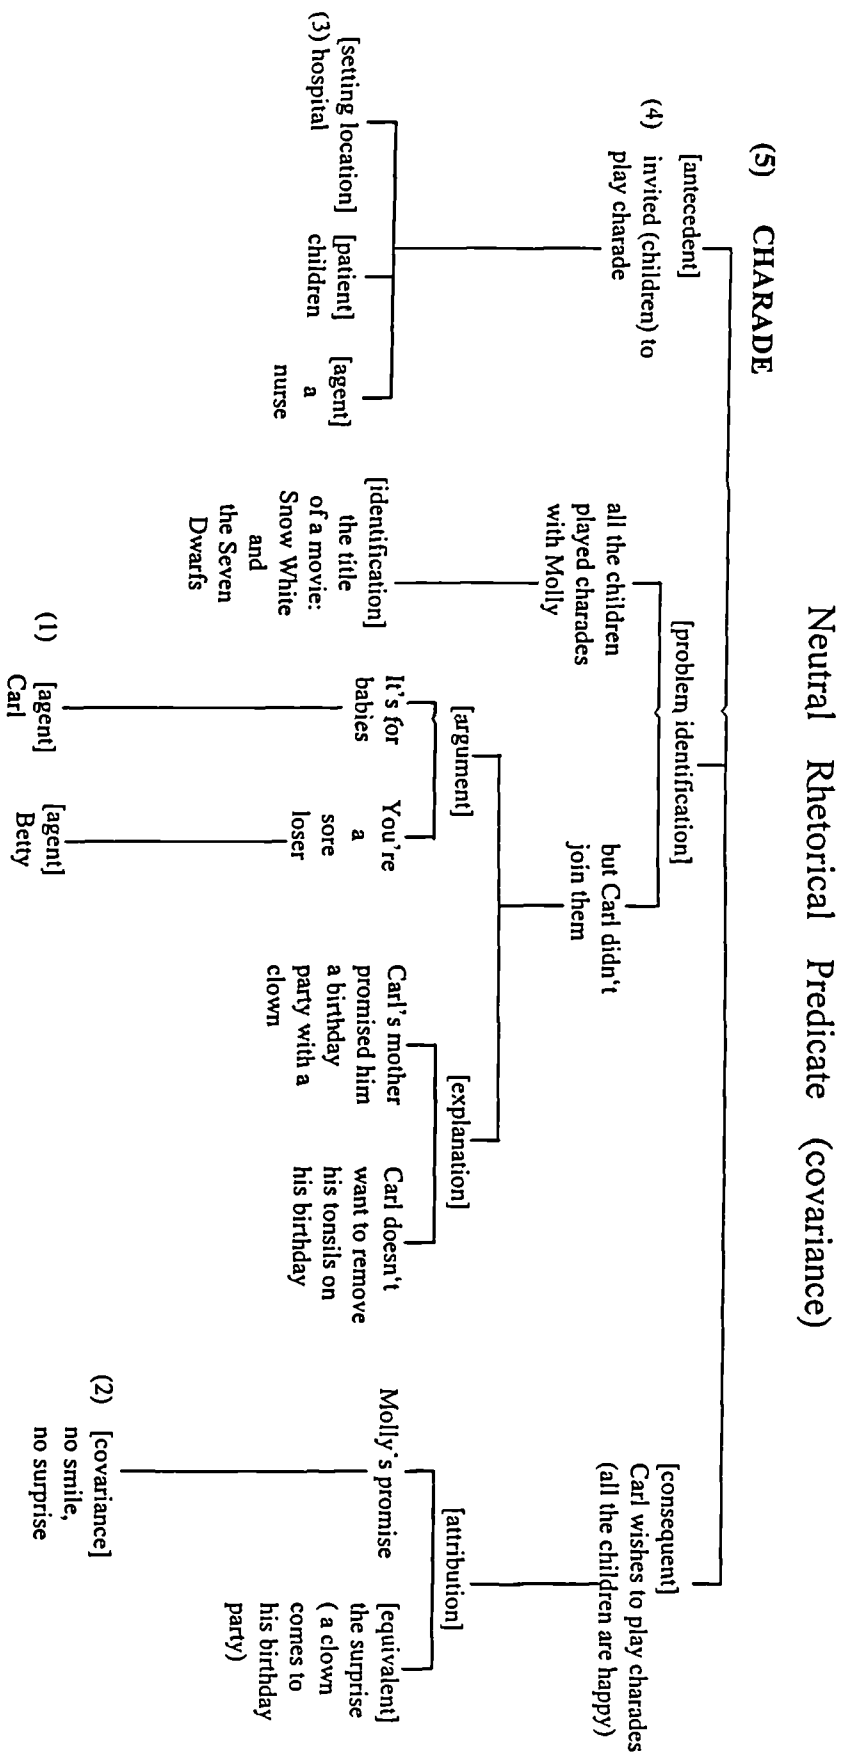 Neutral Rhetorical Predicate (covariance)
(5) CHARADE
[antecedent]
(4) invited (children) to
play charade
[setting location]
(3) hospital
[patient]
children
[agent]
a
nurse
[problem identification]
all the children
played charades
with Molly
[identification]
the title
of a movie:
Snow White
and
the Seven
Dwarfs
but Carl didn't
join them
[argument]
It's for
babies
(1) [agent]
Carl
You're
a
sore
loser
[agent]
Betty
[explanation]
Carl's mother
promised him
a birthday
party with a
clown
Carl doesn't
want to remove
his tonsils on
his birthday
[consequent]
Carl wishes to play charades
(all the children are happy)
[attribution]
Molly's promise
(2) [covariance]
no smile,
no surprise
[equivalent]
the surprise
( a clown
comes to
his birthday
party)